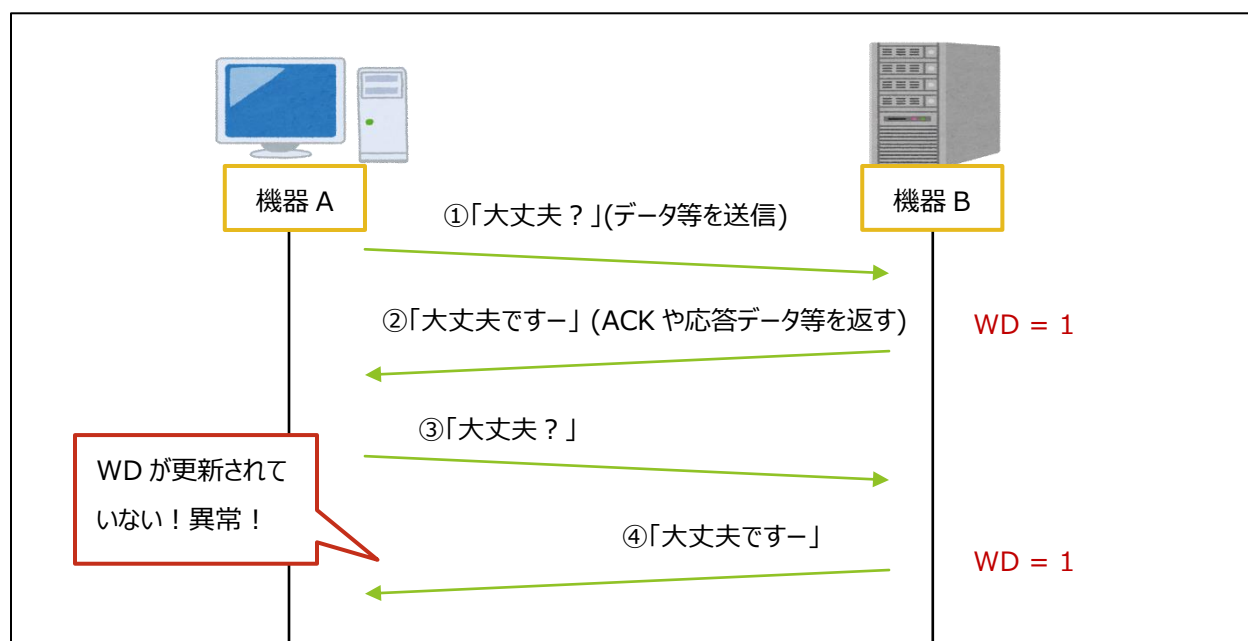 機器 A
機器 B
①「大丈夫？」(データ等を送信)
②「大丈夫ですー」 (ACK や応答データ等を返す)
WD = 1
③「大丈夫？」
WD が更新されて
いない！異常！
④「大丈夫ですー」
WD = 1